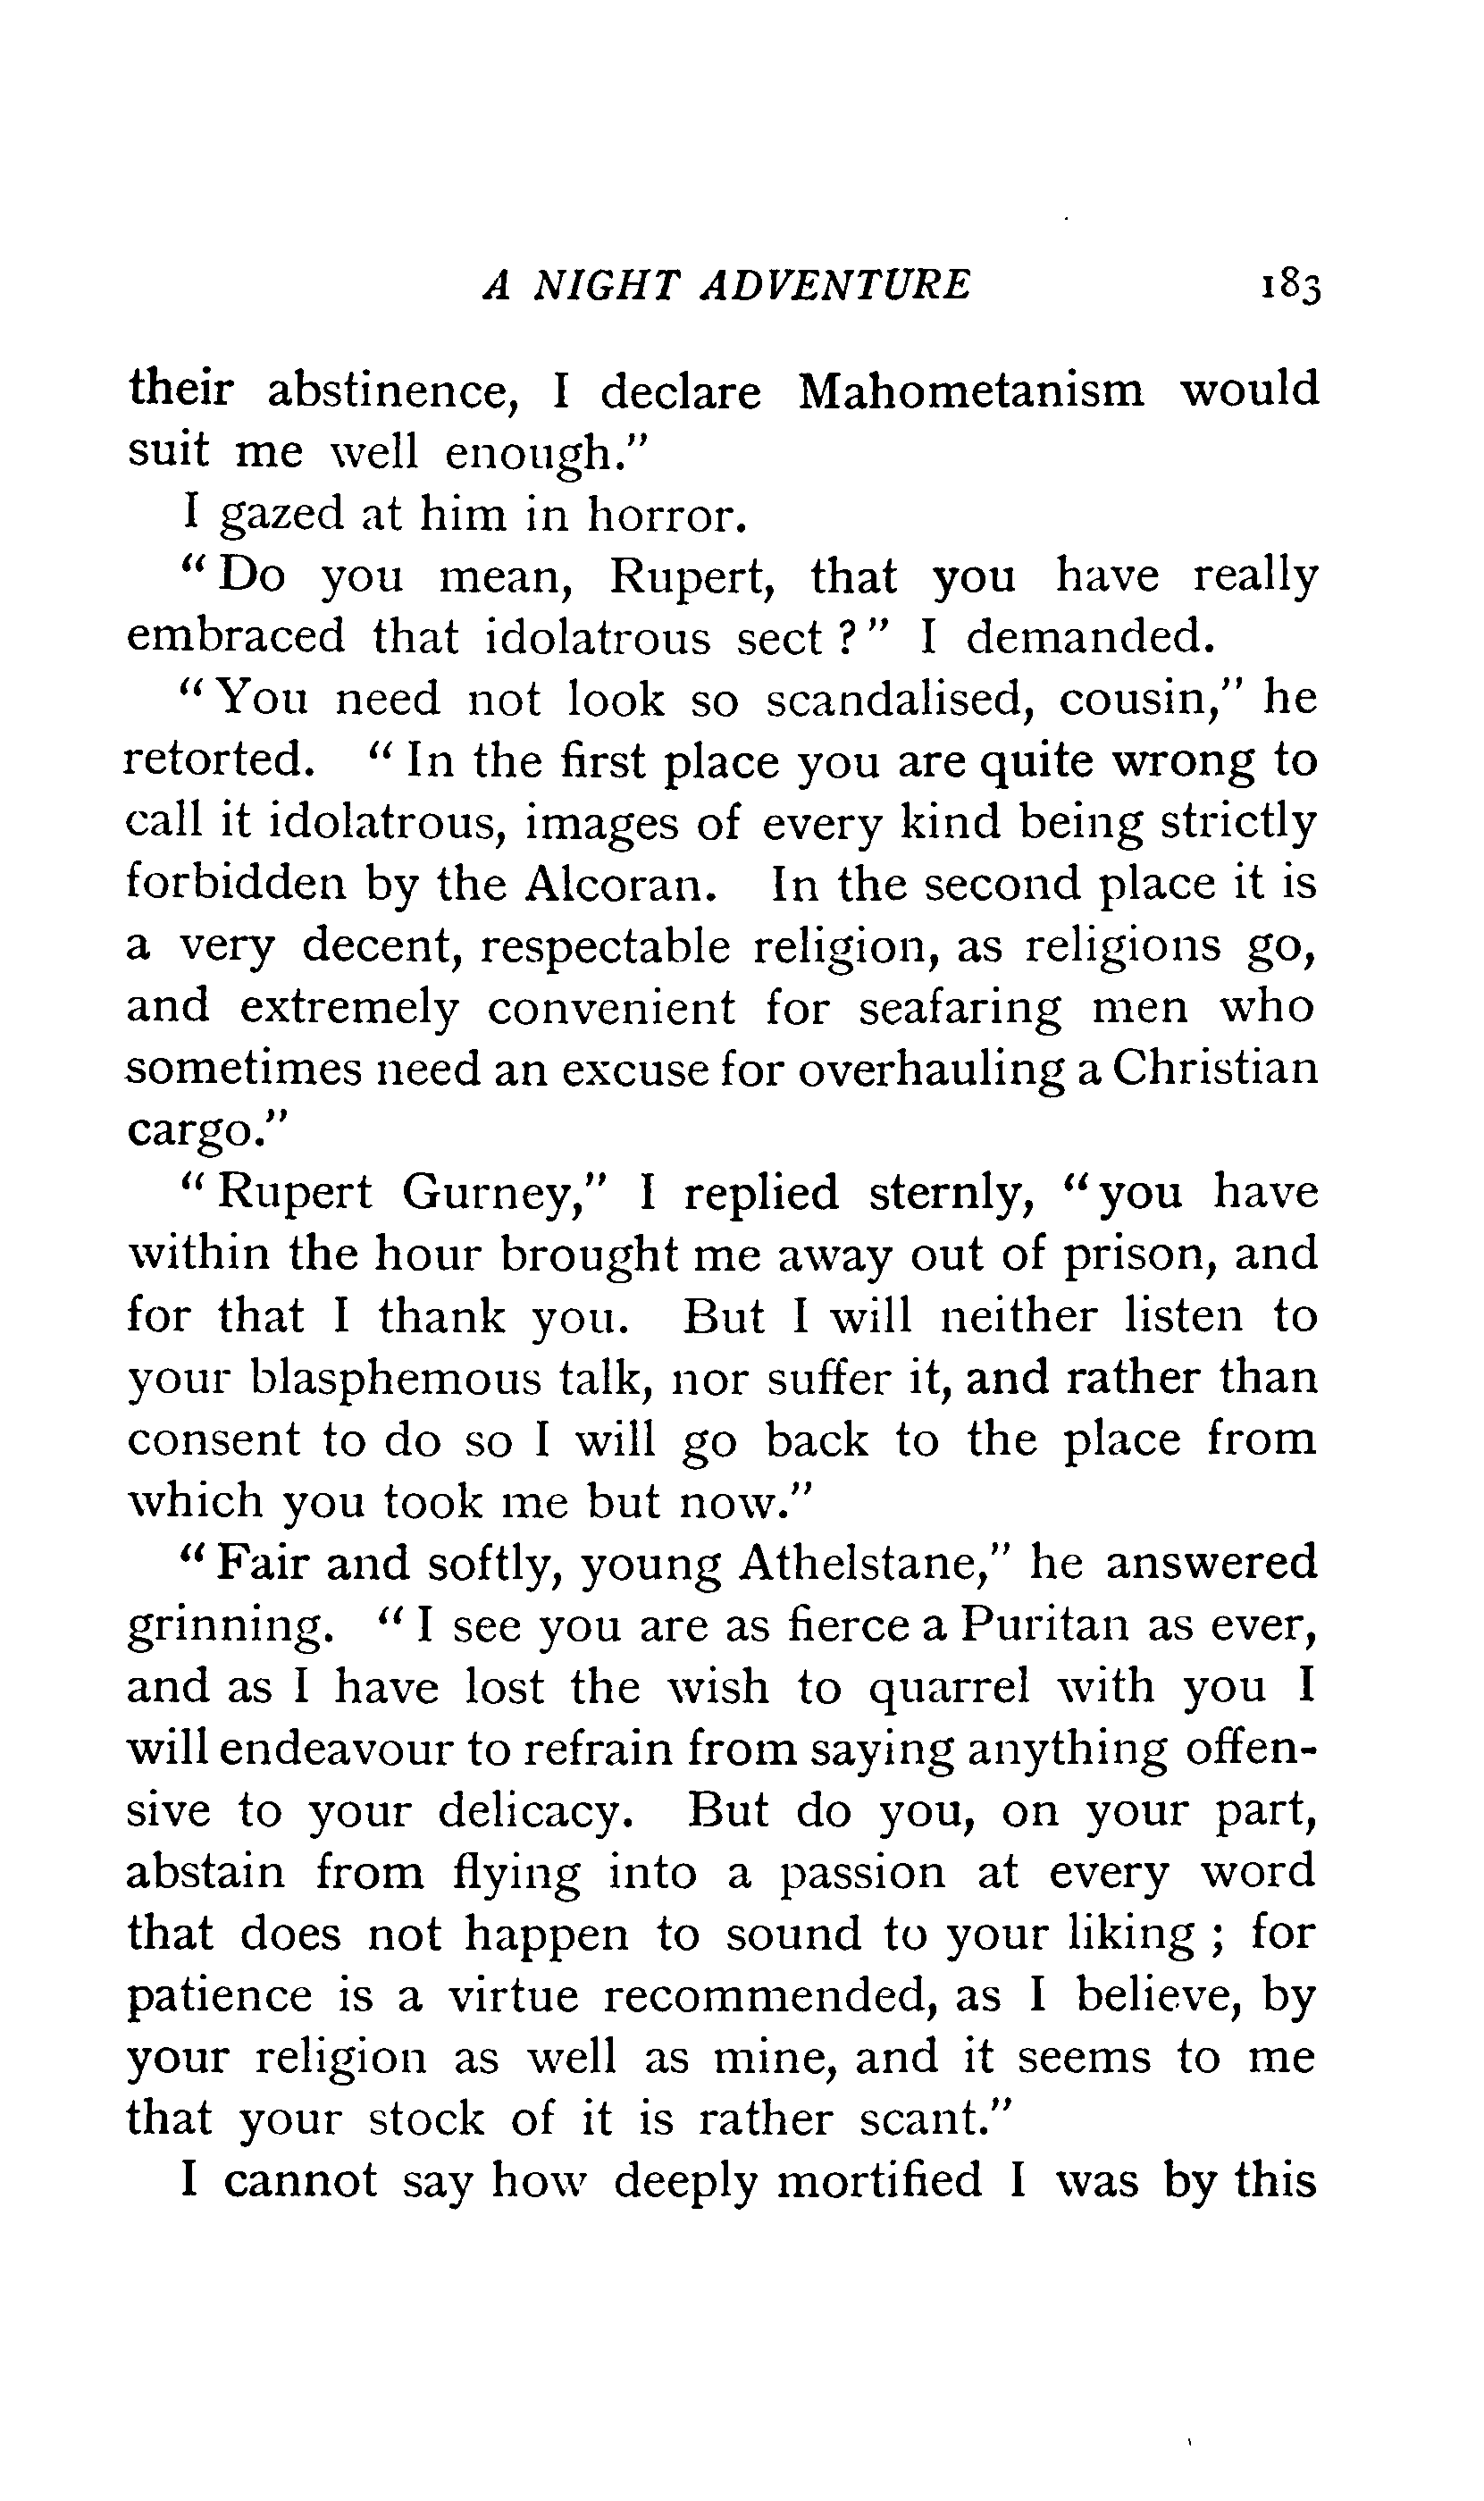 A NIGHT ADVENTURE 183
their abstinence, I declare Mahometanism would
suit me well enough."
I gazed at him in horror.
"Do you mean, Rupert, that you have really
embraced that idolatrous sect?" I demanded.
"You need not look so scandalised, cousin," he
retorted. "In the first place you are quite wrong to
call it idolatrous, images of every kind being strictly
forbidden by the Alcoran. In the second place it is
a very decent, respectable religion, as religions go,
and extremely convenient for seafaring men who
sometimes need an excuse for overhauling a Christian
cargo."
"Rupert Gurney," I replied sternly, "you have
within the hour brought me away out of prison, and
for that I thank you. But I will neither listen to
your blasphemous talk, nor suffer it, and rather than
consent to do so I will go back to the place from
which you took me but now."
"Fair and softly, young Athelstane," he answered
grinning. "I see you are as fierce a Puritan as ever,
and as I have lost the wish to quarrel with you I
will endeavour to refrain from saying anything offen-
sive to your delicacy. But do you, on your part,
abstain from flying into a passion at every word
that does not happen to sound to your liking; for
patience is a virtue recommended, as I believe, by
your religion as well as mine, and it seems to me
that your stock of it is rather scant."
I cannot say how deeply mortified I was by this